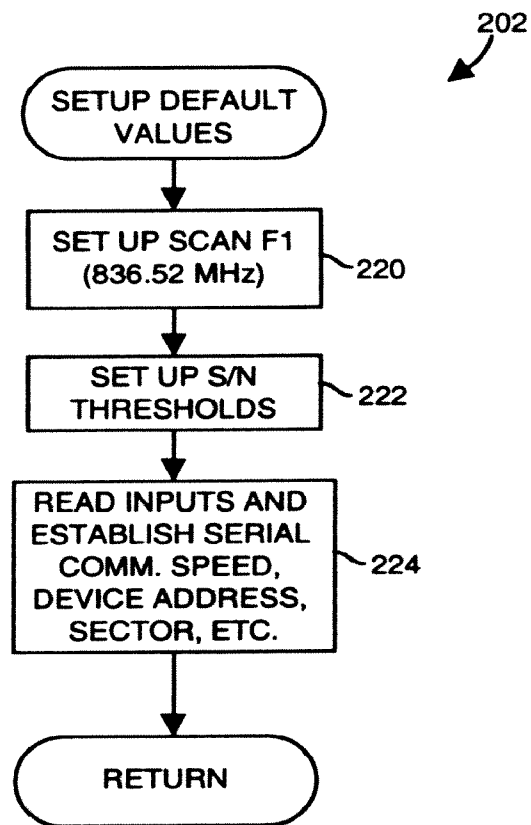 202
SETUP DEFAULT
VALUES
SET UP SCAN F1
(836.52 MHz)
220
SET UP S/N
THRESHOLDS
222
READ INPUTS AND
ESTABLISH SERIAL
COMM. SPEED,
DEVICE ADDRESS,
SECTOR, ETC.
224
RETURN